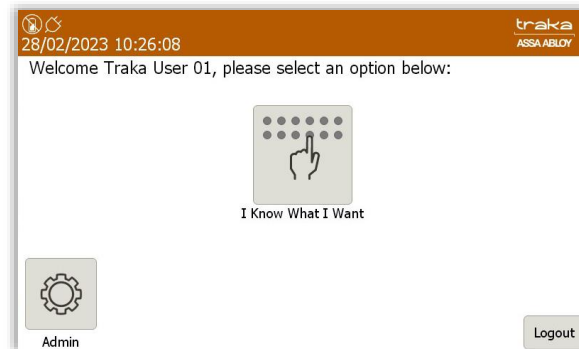 traka
28/02/2023 10:26:08
ASSA ABLOY
Welcome Traka User 01, please select an option below:
I Know What I Want
Admin
Logout